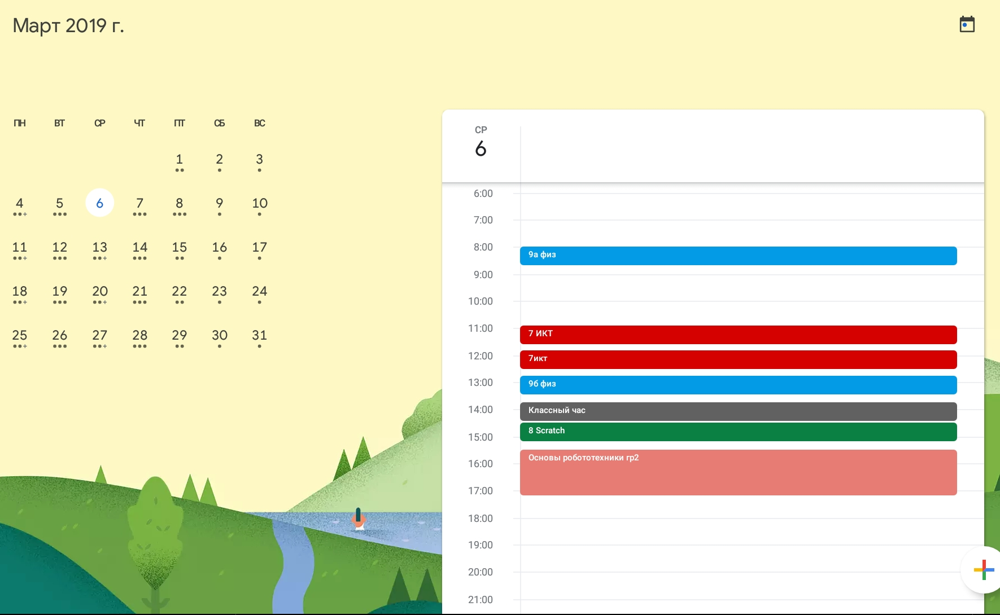 Март 2019 г.
ПН ВТ СР ЧТ ПТ СБ ВС
1 2 3
4 5 6 7 8 9 10
11 12 13 14 15 16 17
18 19 20 21 22 23 24
25 26 27 28 29 30 31
СР
6
6:00
7:00
8:00
9а физ
9:00
10:00
11:00
7 ИКТ
12:00
7икт
13:00
9б физ
14:00
Классный час
8 Scratch
15:00
Основы робототехники гр2
16:00
17:00
18:00
19:00
20:00
21:00